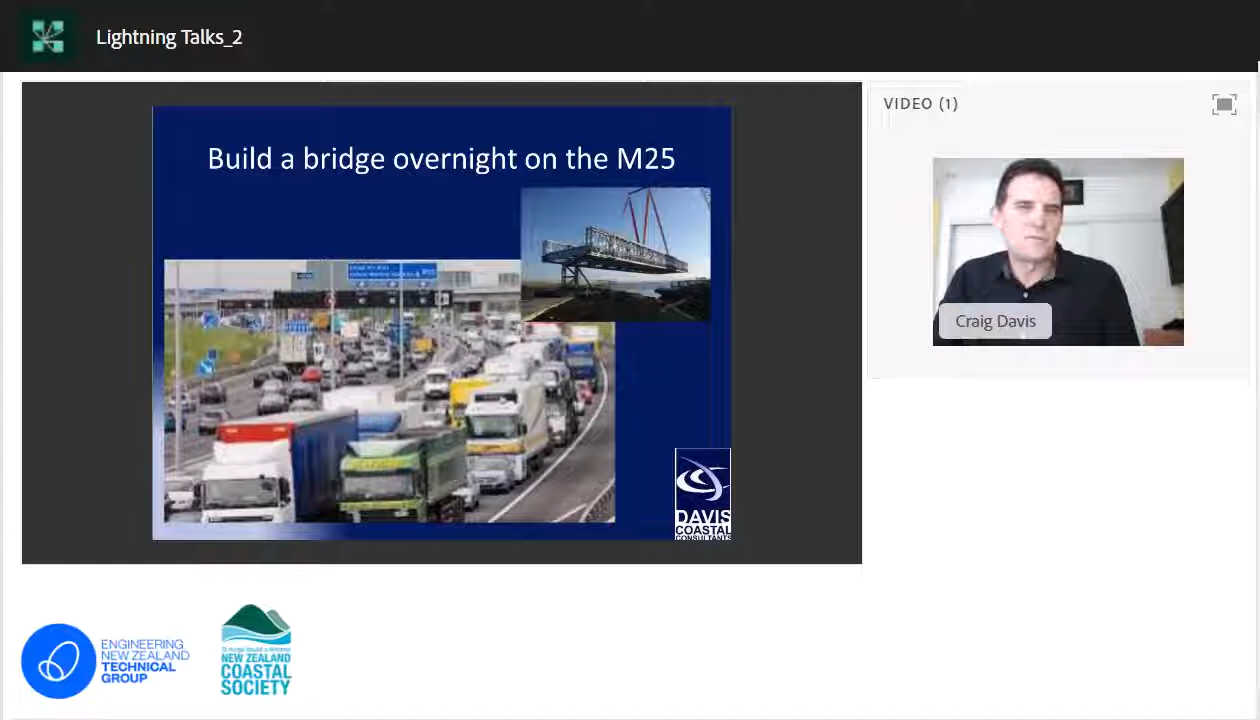 Lightning Talks_2
VIDEO (1)
Build a bridge overnight on the M25
Craig Davis
DAVIS
COASTAL
CONSULTANTS
ENGINEERING
NEW ZEALAND
TECHNICAL
GROUP
NEW ZEALAND
COASTAL
SOCIETY